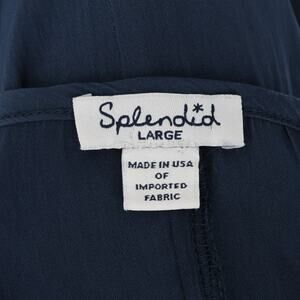 Splendid
LARGE
MADE IN USA
OF
IMPORTED
FABRIC